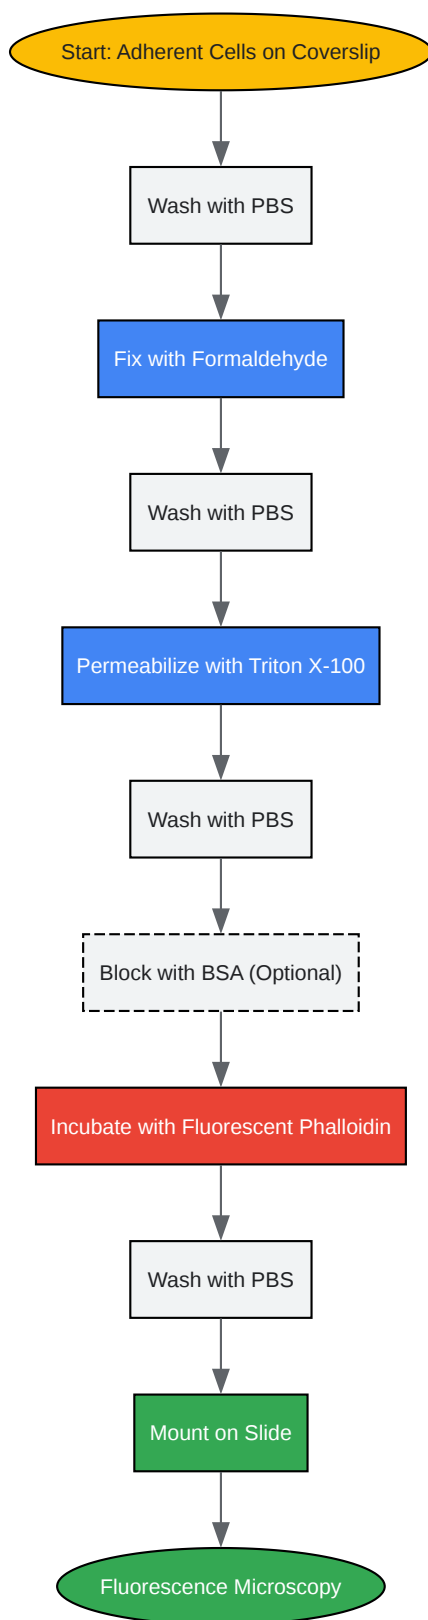 Start: Adherent Cells on Coverslip
Wash with PBS
Fix with Formaldehyde
Wash with PBS
Permeabilize with Triton X-100
Wash with PBS
Block with BSA (Optional)
Incubate with Fluorescent Phalloidin
Wash with PBS
Mount on Slide
Fluorescence Microscopy